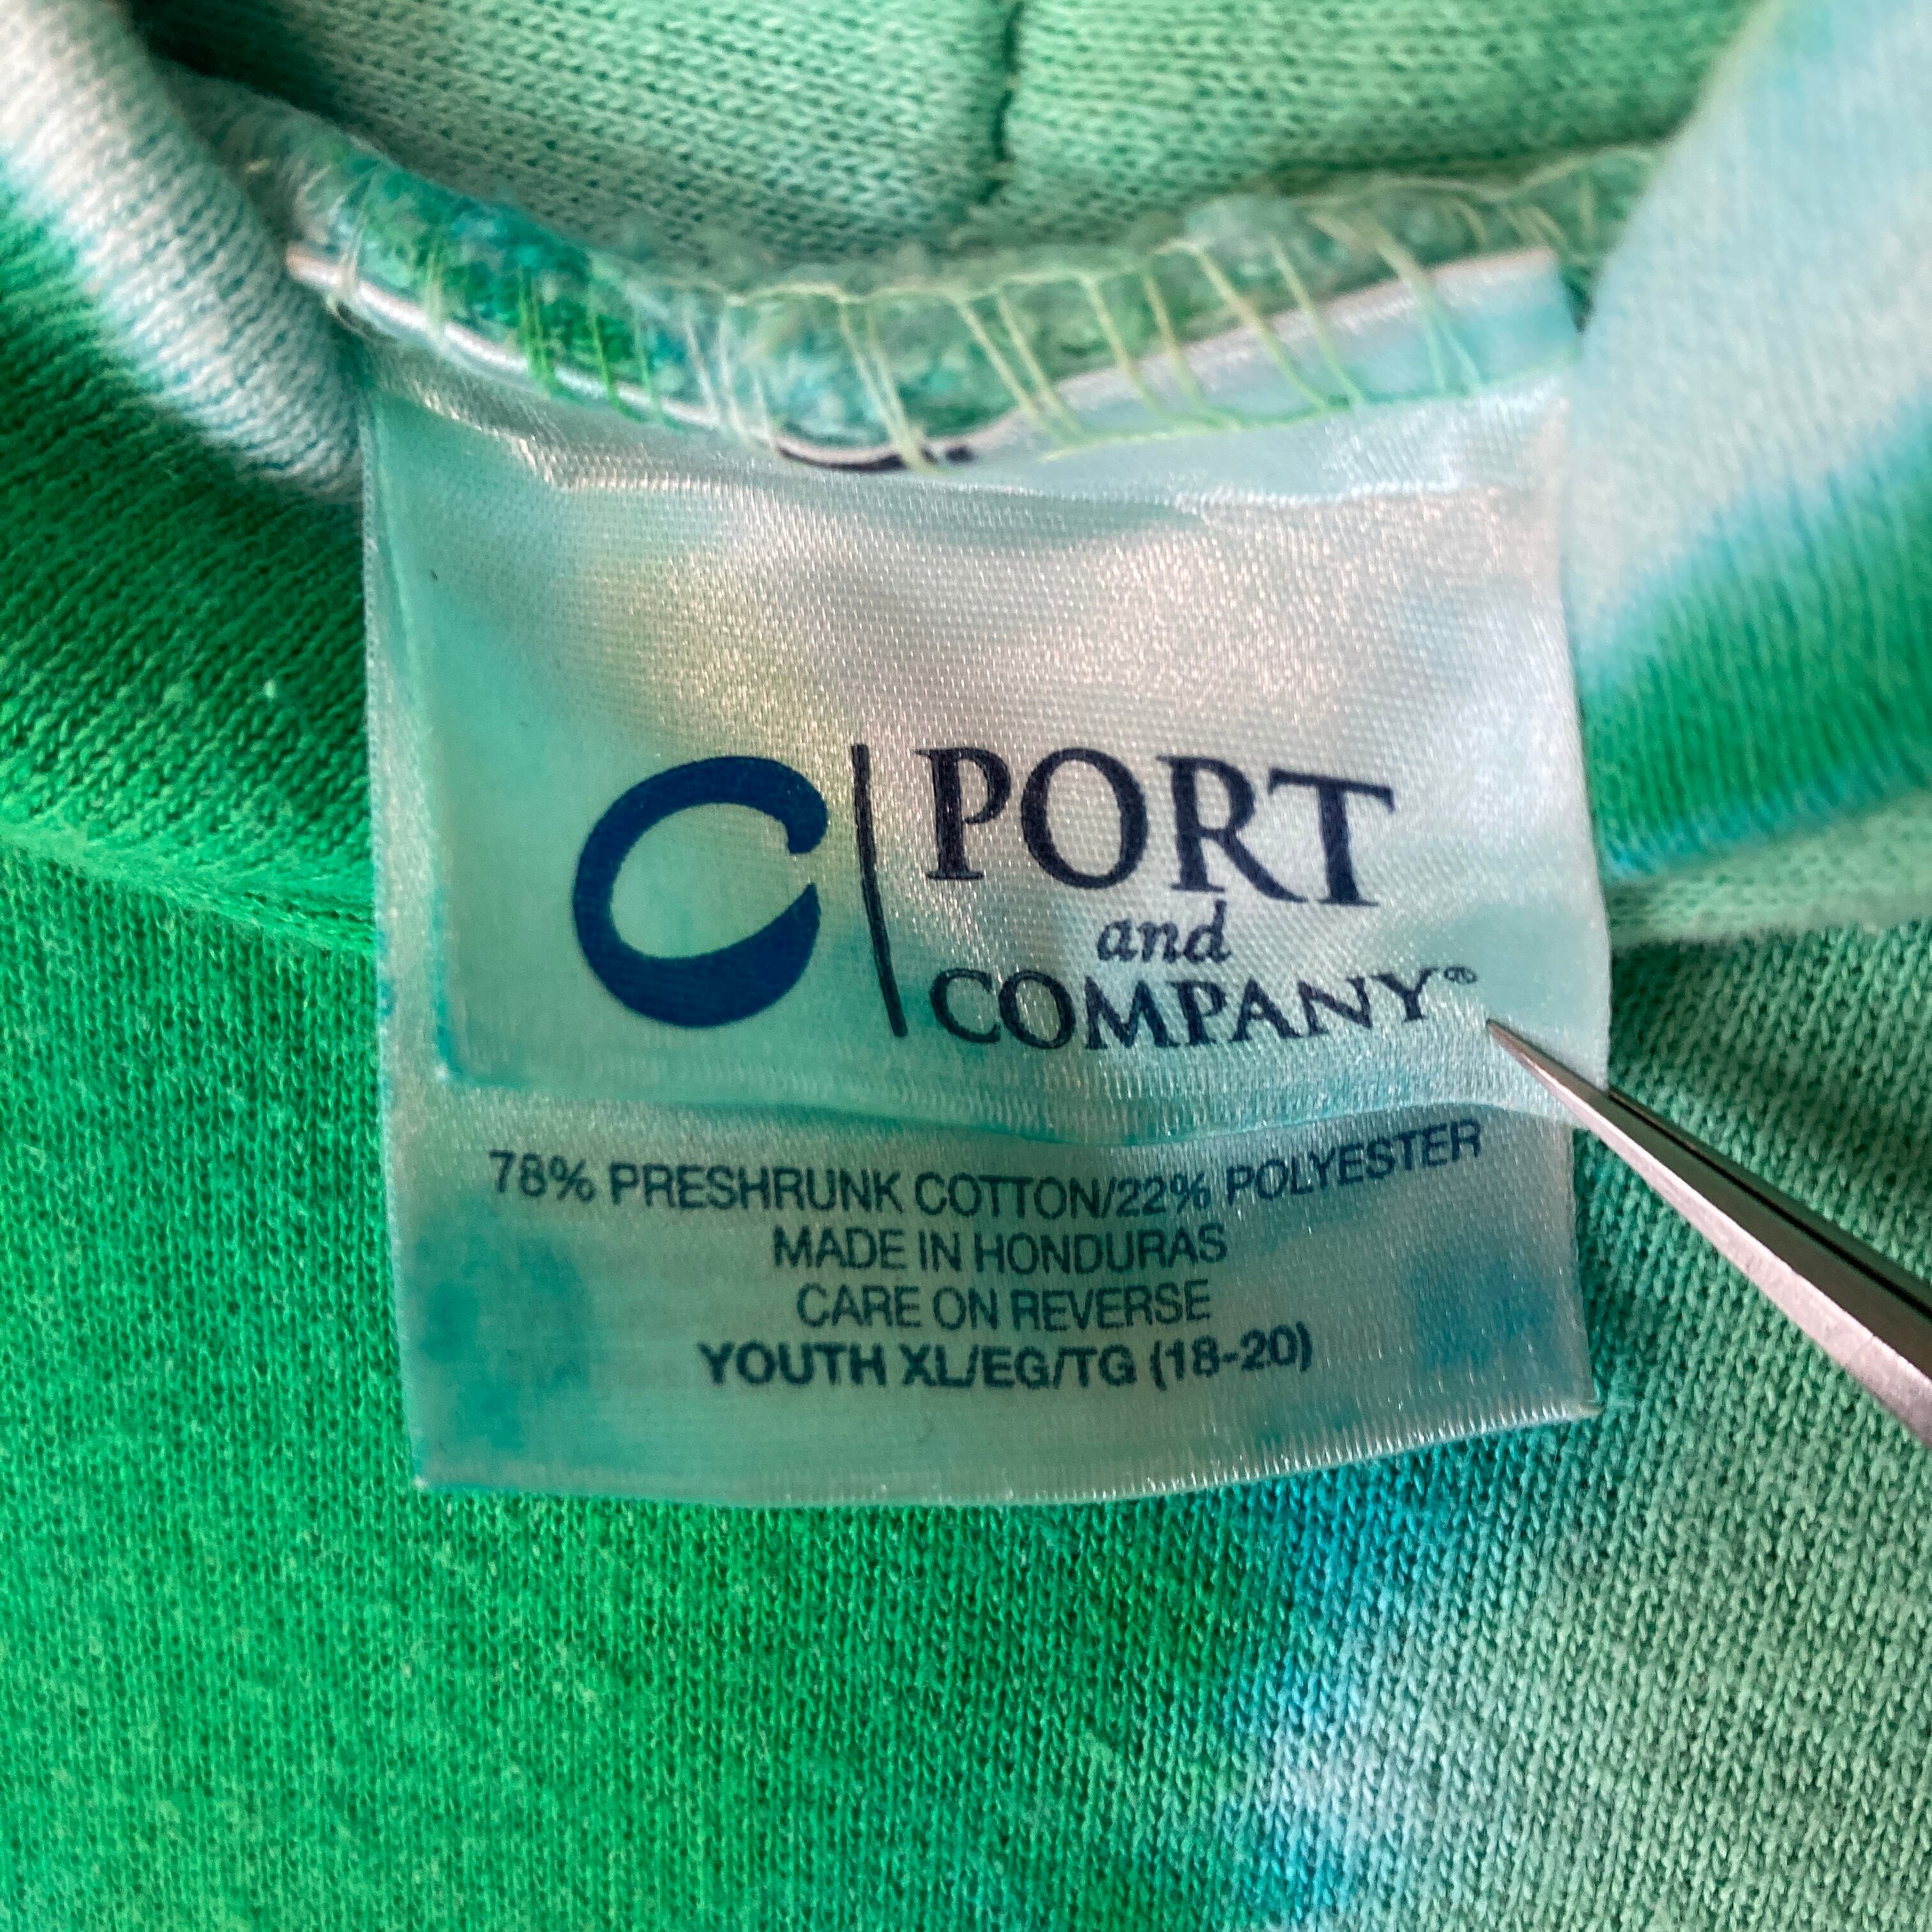 PORT
and
COMPANY®
78% PRESHRUNK COTTON/22% POLYESTER
MADE IN HONDURAS
CARE ON REVERSE
YOUTH XL/EG/TG (18-20)